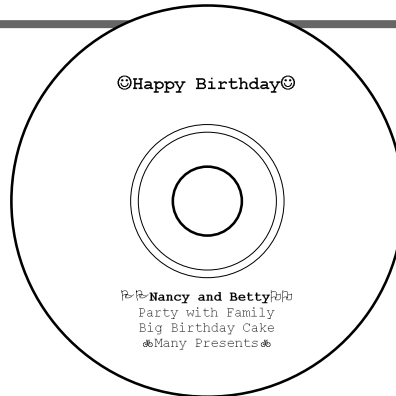 ☺Happy Birthday☺
Nancy and Betty
Party with Family
Big Birthday Cake
Many Presents